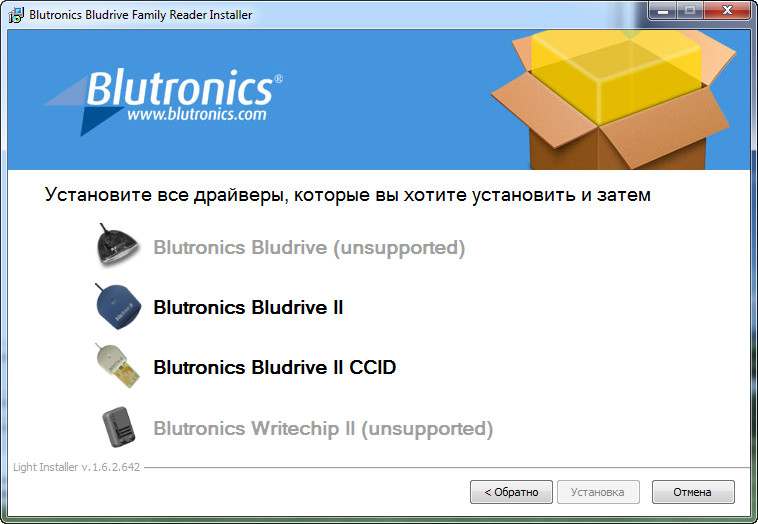 Blutronics Bludrive Family Reader Installer
Blutronics®
www.blutronics.com
Установите все драйверы, которые вы хотите установить и затем
Blutronics Bludrive (unsupported)
Blutronics Bludrive II
Blutronics Bludrive II CCID
Blutronics Writechip II (unsupported)
Light Installer v.1.6.2.642
< Обратно
Установка
Отмена